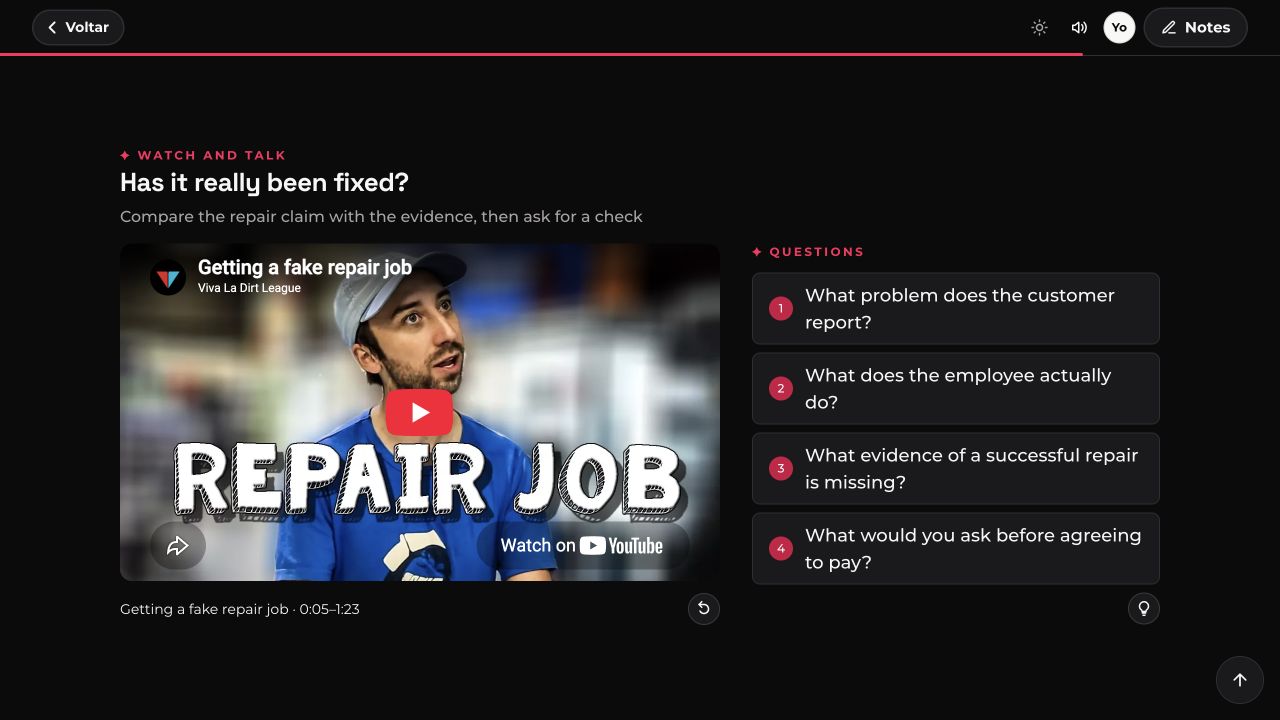 Voltar
Yo
Notes
WATCH AND TALK
Has it really been fixed?
Compare the repair claim with the evidence, then ask for a check
Getting a fake repair job
Viva La Dirt League
REPAIR JOB
Watch on YouTube
Getting a fake repair job · 0:05–1:23
QUESTIONS
1 What problem does the customer
report?
2 What does the employee actually
do?
3 What evidence of a successful repair
is missing?
4 What would you ask before agreeing
to pay?